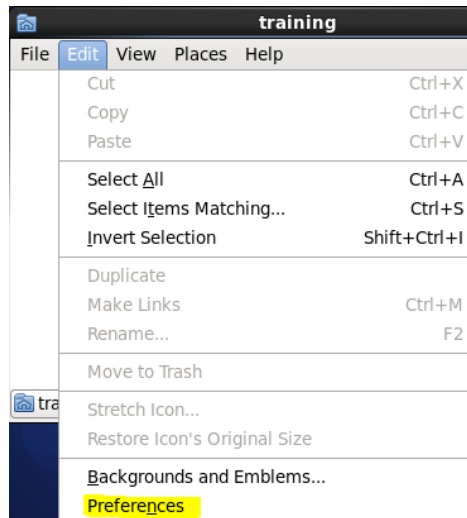 training
File Edit View Places Help
Cut Ctrl+X
Copy Ctrl+C
Paste Ctrl+V
Select All Ctrl+A
Select Items Matching... Ctrl+S
Invert Selection Shift+Ctrl+I
Duplicate
Make Links Ctrl+M
Rename... F2
Move to Trash
tra
Stretch Icon...
Restore Icon's Original Size
Backgrounds and Emblems...
Preferences